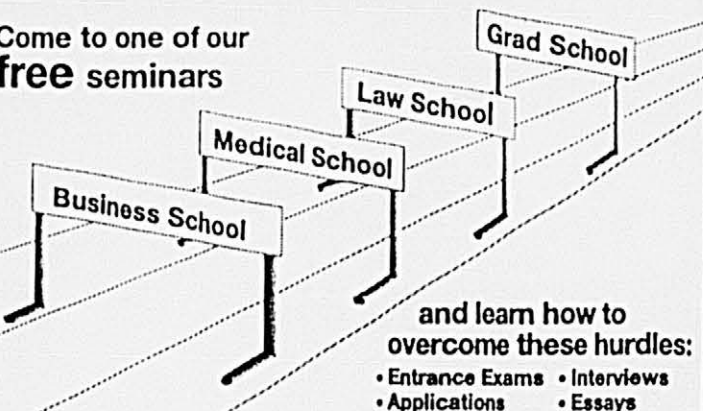 Come to one of our
free seminars
Grad School
Law School
Medical School
Business School
and learn how to
overcome these hurdles:
• Entrance Exams • Interviews
• Applications • Essays